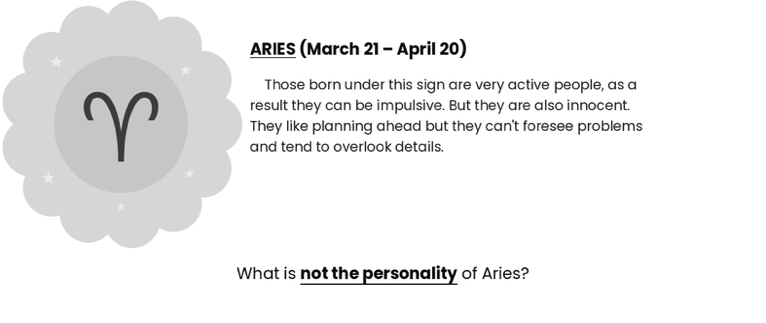 ARIES (March 21 – April 20)
Those born under this sign are very active people, as a
result they can be impulsive. But they are also innocent.
They like planning ahead but they can't foresee problems
and tend to overlook details.
What is not the personality of Aries?